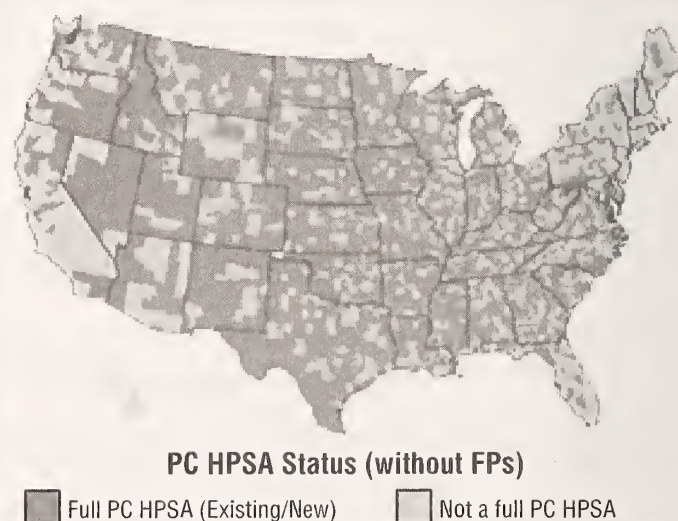 PC HPSA Status (without FPs)
Full PC HPSA (Existing/New) Not a full PC HPSA